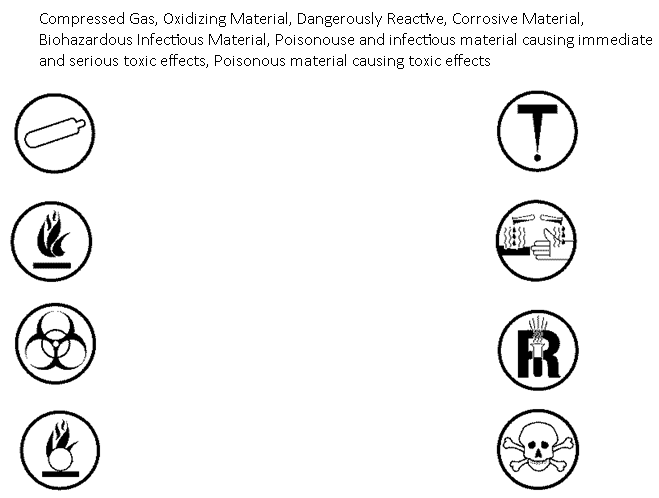 Compressed Gas, Oxidizing Material, Dangerously Reactive, Corrosive Material,
Biohazardous Infectious Material, Poisonouse and infectious material causing immediate
and serious toxic effects, Poisonous material causing toxic effects
T
R